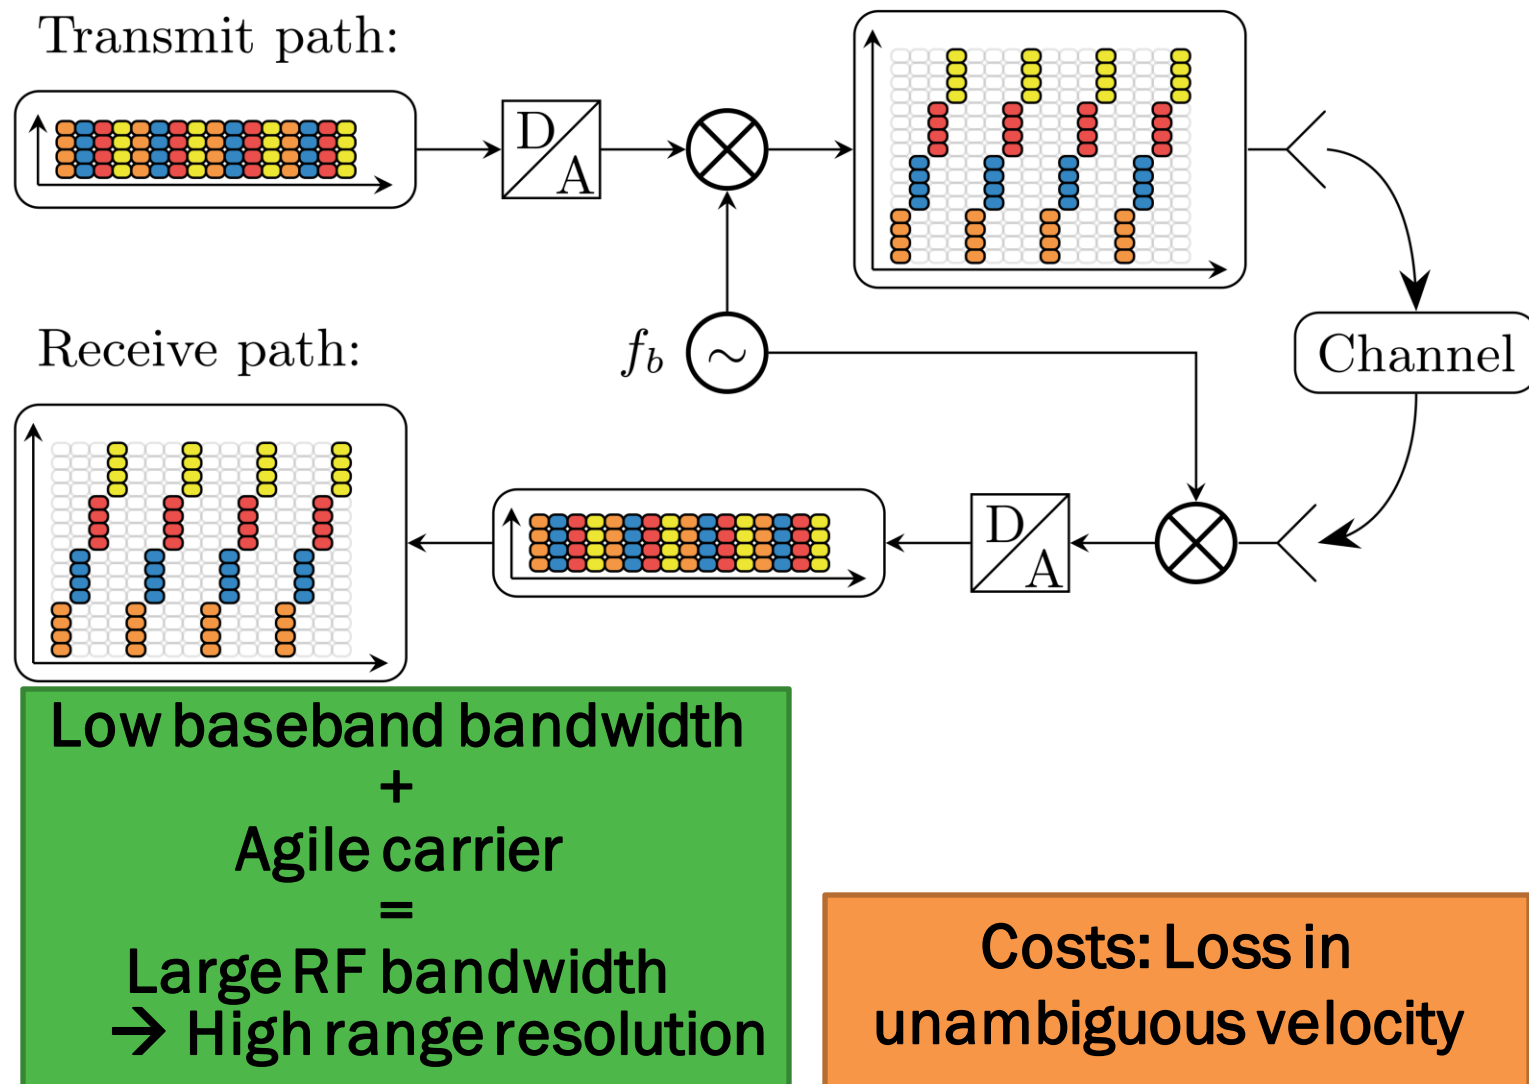 Transmit path:
D
A
Receive path:
f_b
~
Channel
D
A
Low baseband bandwidth
+
Agile carrier
=
Large RF bandwidth
→ High range resolution
Costs: Loss in
unambiguous velocity